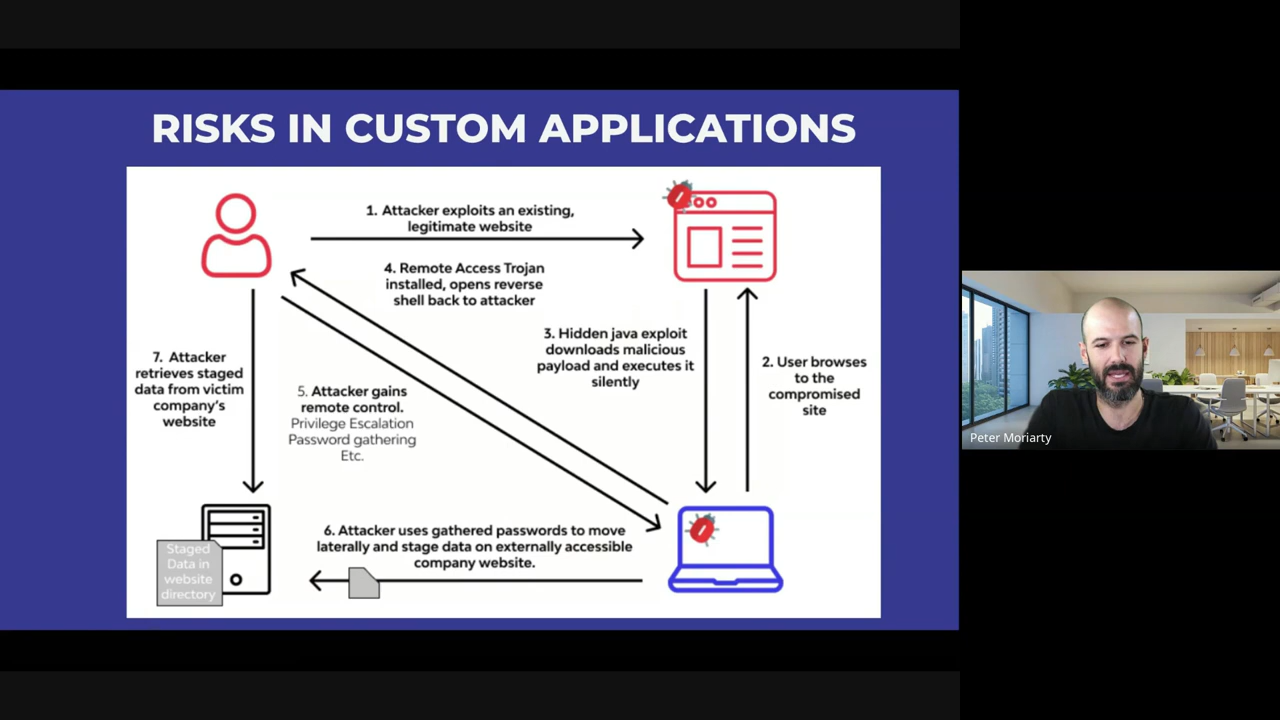 RISKS IN CUSTOM APPLICATIONS
1. Attacker exploits an existing,
legitimate website
4. Remote Access Trojan
installed, opens reverse
shell back to attacker
3. Hidden java exploit
downloads malicious
payload and executes it
silently
2. User browses
to the
compromised
site
7. Attacker
retrieves staged
data from victim
company's
website
5. Attacker gains
remote control.
Privilege Escalation
Password gathering
Etc.
6. Attacker uses gathered passwords to move
laterally and stage data on externally accessible
company website.
Staged
Data in
website
directory
Peter Moriarty